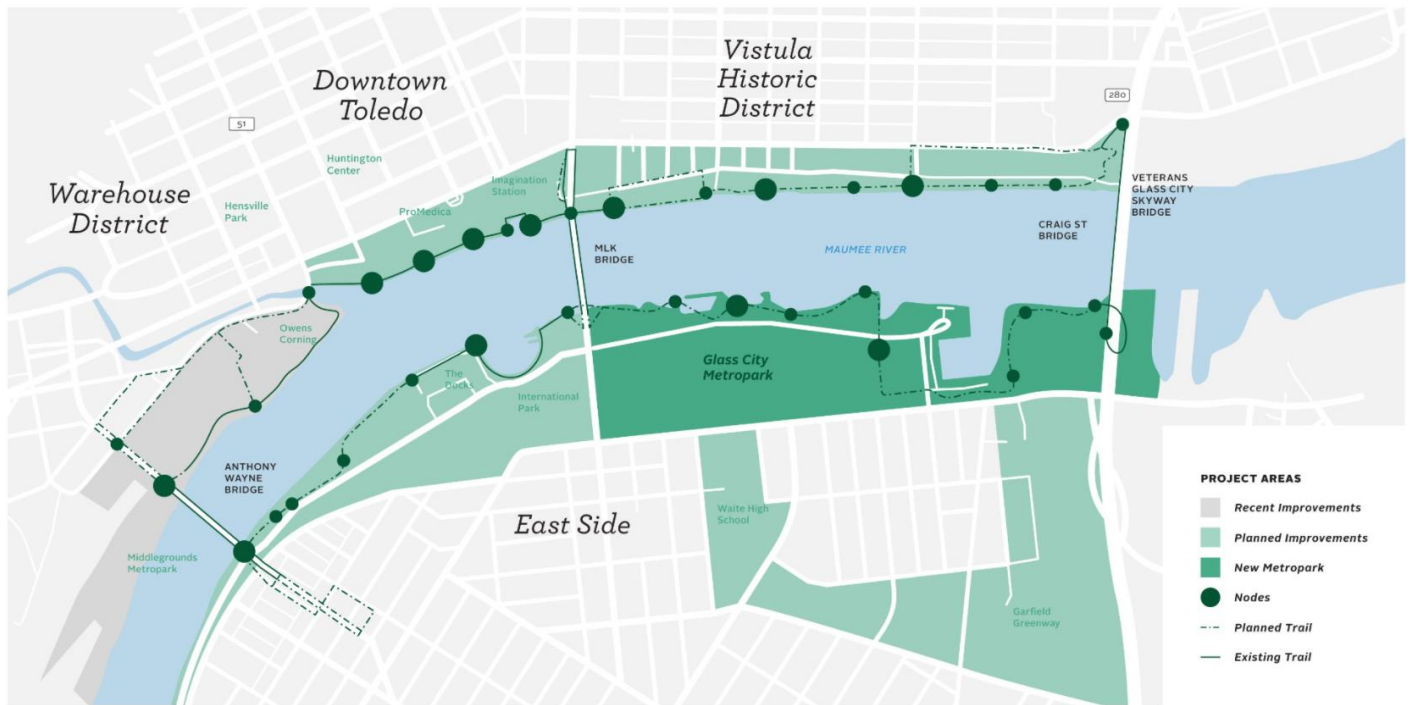 Vistula
Historic
District
Downtown
Toledo
280
51
Huntington
Center
Imagination
Station
VETERANS
GLASS CITY
SKYWAY
BRIDGE
Warehouse
District
Hensville
Park
ProMedica
CRAIG ST
BRIDGE
MLK
BRIDGE
MAUMEE RIVER
Owens
Corning
Glass City
Metropark
The
Docks
International
Park
ANTHONY
WAYNE
BRIDGE
East Side
Waite High
School
Middlegrounds
Metropark
Garfield
Greenway
PROJECT AREAS
Recent Improvements
Planned Improvements
New Metropark
Nodes
Planned Trail
Existing Trail